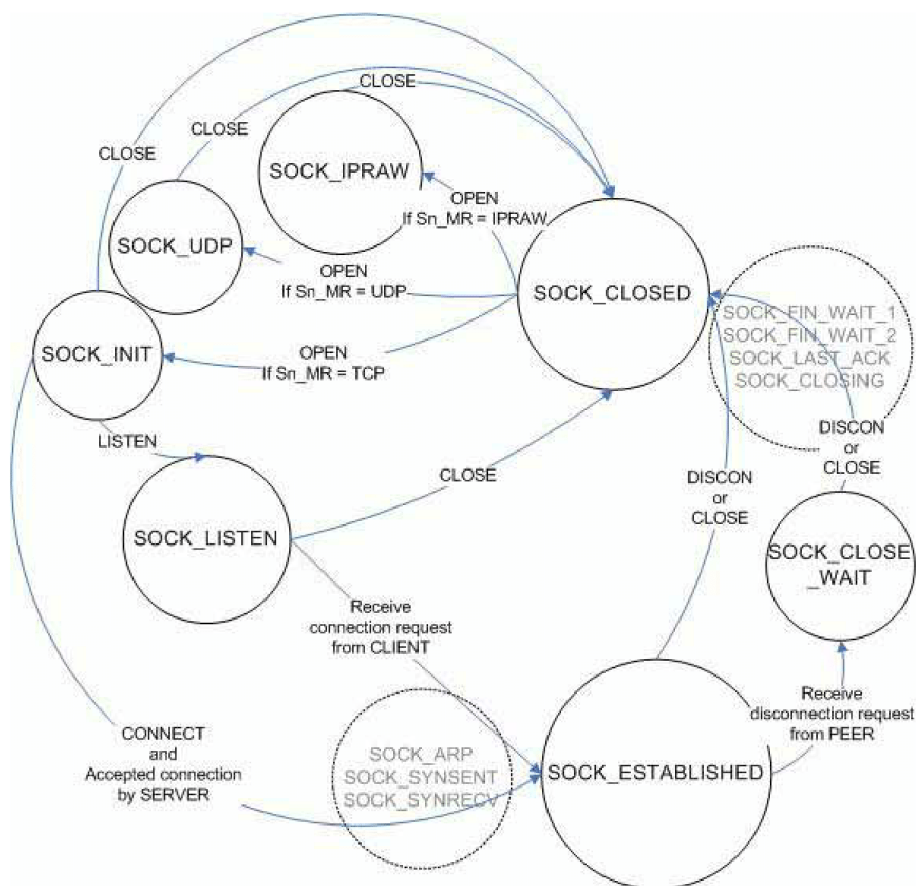 CLOSE
CLOSE
CLOSE
SOCK_IPRAW
OPEN
If Sn_MR = IPRAW
SOCK_UDP
OPEN
If Sn_MR = UDP
SOCK_CLOSED
SOCK_FIN_WAIT_1
SOCK_FIN_WAIT_2
SOCK_LAST_ACK
SOCK_CLOSING
SOCK_INIT
OPEN
If Sn_MR = TCP
LISTEN
CLOSE
DISCON
or
CLOSE
DISCON
or
CLOSE
SOCK_LISTEN
SOCK_CLOSE
_WAIT
Receive
connection request
from CLIENT
Receive
disconnection request
from PEER
CONNECT
and
Accepted connection
by SERVER
SOCK_ARP
SOCK_SYNSENT
SOCK_SYNRECV
SOCK_ESTABLISHED